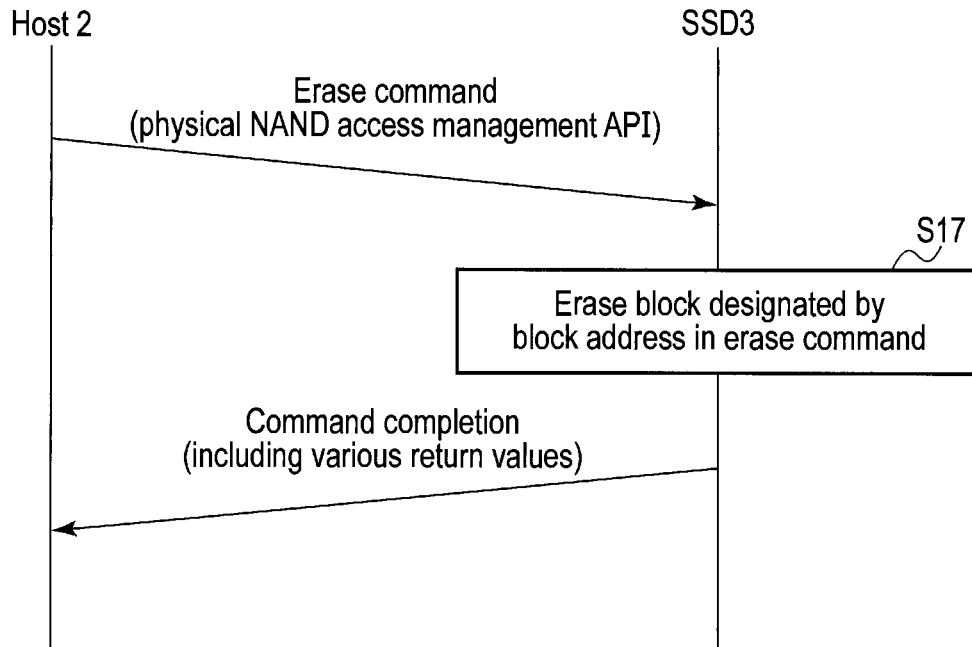 Host 2
SSD3
Erase command
(physical NAND access management API)
S17
Erase block designated by
block address in erase command
Command completion
(including various return values)